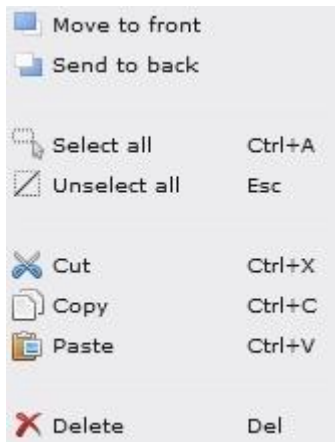 Move to front
Send to back
Select all Ctrl+A
Unselect all Esc
Cut Ctrl+X
Copy Ctrl+C
Paste Ctrl+V
Delete Del